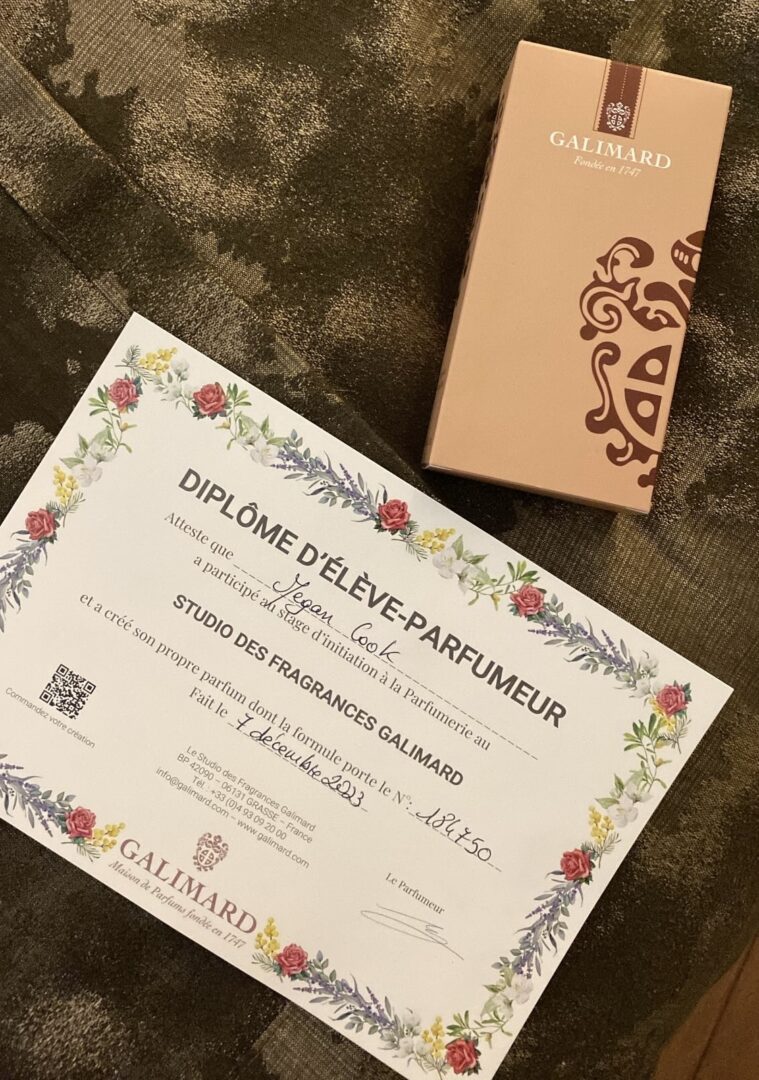 GALIMARD
Fondée en 1747
DIPLÔME D'ÉLÈVE-PARFUMEUR
Atteste que Megan Cook
a participé au stage d'initiation à la Parfumerie au
STUDIO DES FRAGRANCES GALIMARD
et a créé son propre parfum dont la formule porte le N°: 184750
Fait le 7 décembre 2023
Commandez votre création
Le Studio des Fragrances Galimard
BP 42090 – 06131 GRASSE – France
Tél. : +33 (0)4 93 09 20 00
info@galimard.com – www.galimard.com
GALIMARD
Maison de Parfums fondée en 1747
Le Parfumeur